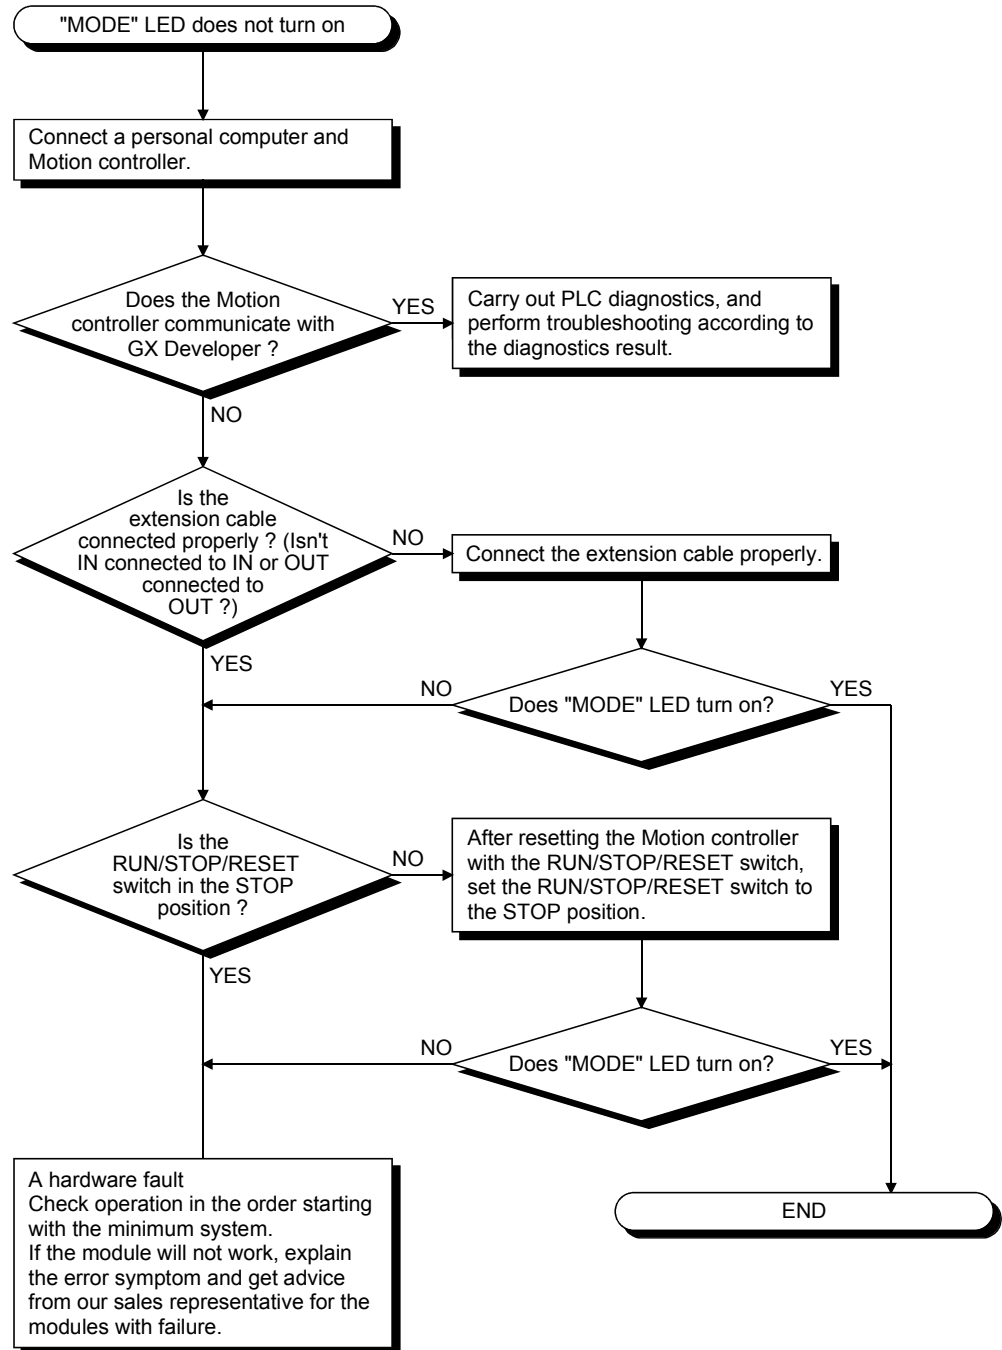 "MODE" LED does not turn on
Connect a personal computer and
Motion controller.
Does the Motion
controller communicate with
GX Developer ?
YES
Carry out PLC diagnostics, and
perform troubleshooting according to
the diagnostics result.
NO
Is the
extension cable
connected properly ? (Isn't
IN connected to IN or OUT
connected to
OUT ?)
NO
Connect the extension cable properly.
YES
NO
Does "MODE" LED turn on?
YES
Is the
RUN/STOP/RESET
switch in the STOP
position ?
NO
After resetting the Motion controller
with the RUN/STOP/RESET switch,
set the RUN/STOP/RESET switch to
the STOP position.
YES
NO
Does "MODE" LED turn on?
YES
A hardware fault
Check operation in the order starting
with the minimum system.
If the module will not work, explain
the error symptom and get advice
from our sales representative for the
modules with failure.
END